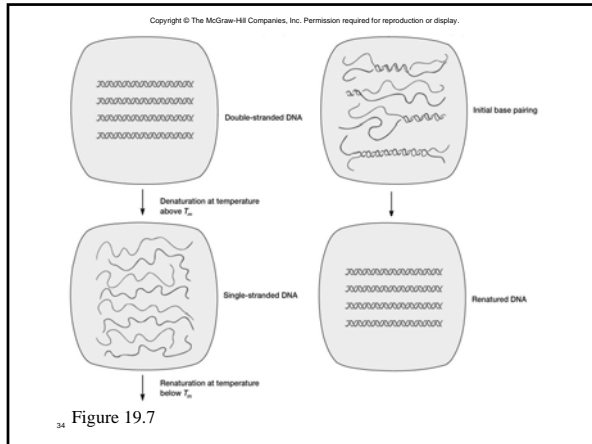 Copyright © The McGraw-Hill Companies, Inc. Permission required for reproduction or display.
Double-stranded DNA
Denaturation at temperature
above Tm
Single-stranded DNA
Renaturation at temperature
below Tm
Initial base pairing
Renatured DNA
34 Figure 19.7